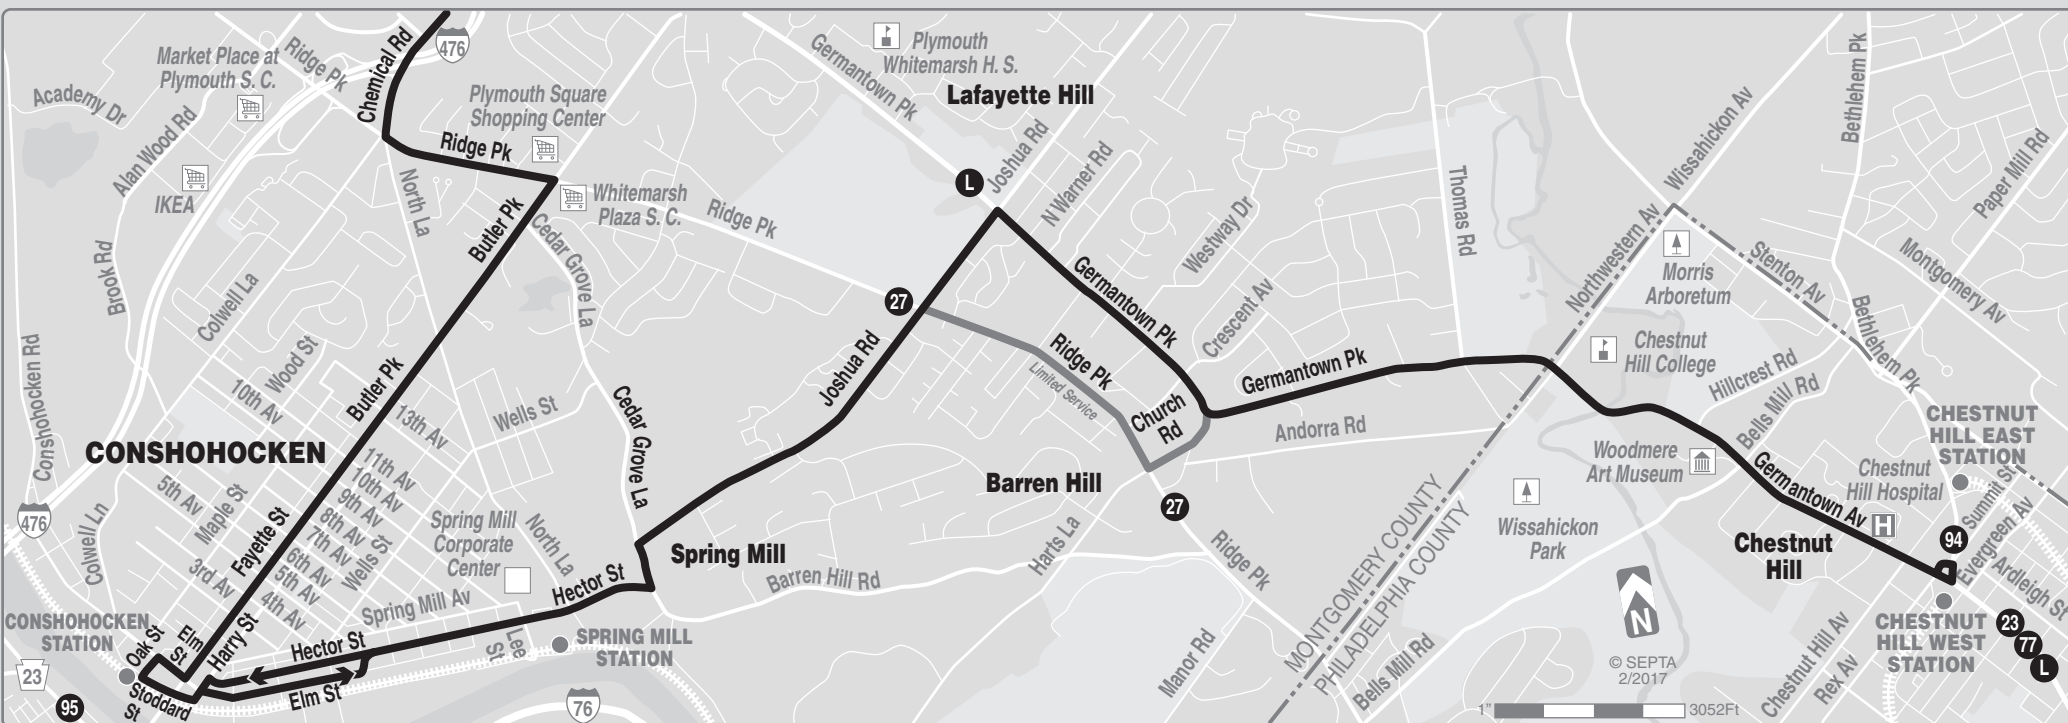 476
Market Place at
Plymouth S. C.
Ridge Pk
Chemical Rd
Academy Dr
Alan Wood Rd
Plymouth Square
Shopping Center
Ridge Pk
IKEA
North La
Whitemarsh
Plaza S. C.
Ridge Pk
Germantown Pk
Plymouth
Whitemarsh H. S.
Lafayette Hill
Joshua Rd
L
N Warner Rd
Westway Dr
Thomas Rd
Wissahickon Av
Bethlehem Pk
Paper Mill Rd
Northwestern Av
Morris
Arboretum
Stenton Av
Montgomery Av
Bethlehem Pk
Brook Rd
Colwell La
Butler Pk
Cedar Grove La
27
Germantown Pk
Crescent Av
Chestnut
Hill College
Hillcrest Rd
Bells Mill Rd
Conshohocken Rd
Wood St
10th Av
Butler Pk
13th Av
Wells St
Cedar Grove La
Joshua Rd
Ridge Pk
Limited Service
Church
Rd
Germantown Pk
Andorra Rd
CHESTNUT
HILL EAST
STATION
CONSHOHOCKEN
5th Av
Maple St
11th Av
10th Av
9th Av
8th Av
7th Av
6th Av
5th Av
4th Av
Wells St
3rd Av
Fayette St
Barren Hill
27
Woodmere
Art Museum
Germantown Av
Chestnut
Hill Hospital
H
Summit St
Evergreen Av
Ardleigh St
94
476
Colwell Ln
Spring Mill
Corporate
Center
North La
Spring Mill
Harts La
Ridge Pk
Wissahickon
Park
Chestnut
Hill
MONTGOMERY COUNTY
PHILADELPHIA COUNTY
N
Barren Hill Rd
Hector St
Spring Mill Av
CONSHOHOCKEN
STATION
Oak St
Elm
St
Harry St
Hector St
Elm St
Lee
St
SPRING MILL
STATION
Stoddard
St
23
95
76
Manor Rd
Bells Mill Rd
© SEPTA
2/2017
1"
3052Ft
Chestnut Hill Av
Rex Av
CHESTNUT
HILL WEST
STATION
23
77
L